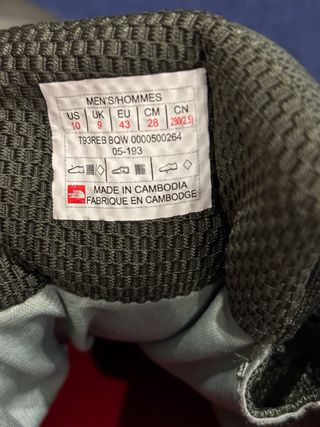 MEN'S/HOMMES
US UK EU CM CN
10 9 43 28 280(2.5)
T93REB BQW 0000500264
05-193
MADE IN CAMBODIA
FABRIQUE EN CAMBODGE